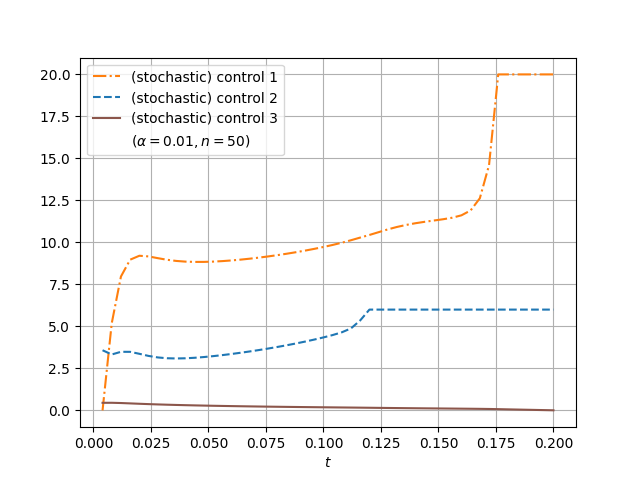 20.0
17.5
15.0
12.5
10.0
7.5
5.0
2.5
0.0
(stochastic) control 1
(stochastic) control 2
(stochastic) control 3
(α = 0.01, n = 50)
0.000 0.025 0.050 0.075 0.100 0.125 0.150 0.175 0.200
t